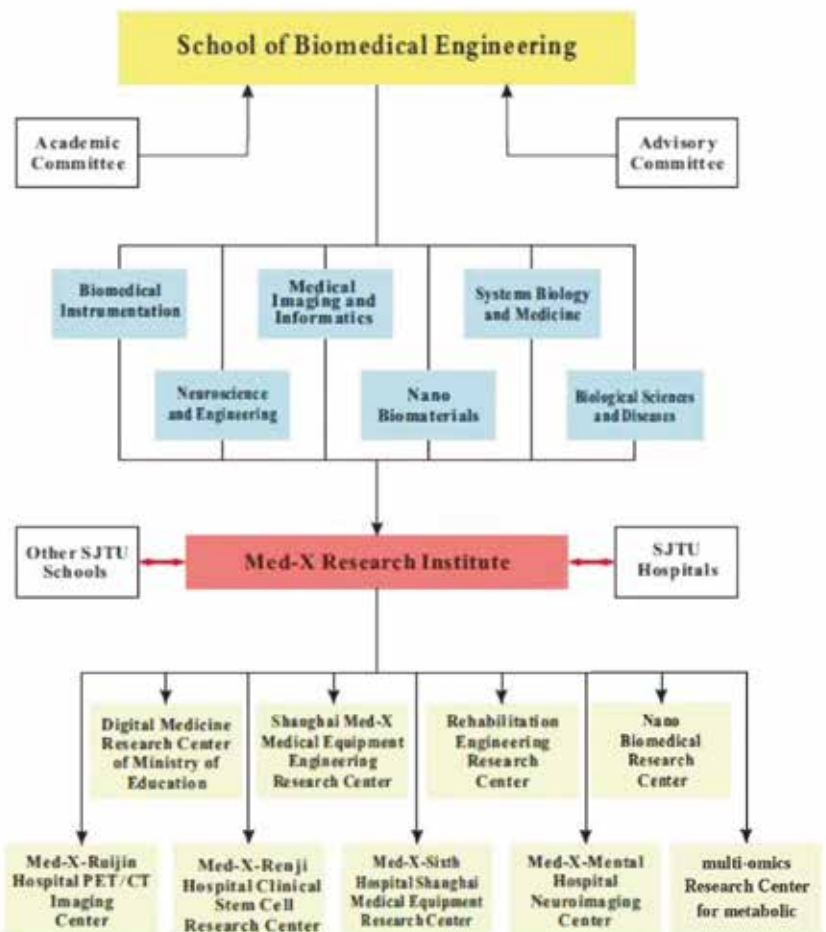 School of Biomedical Engineering
Academic
Committee
Advisory
Committee
Biomedical
Instrumentation
Medical
Imaging and
Informatics
Systems Biology
and Medicine
Neuroscience
and Engineering
Nano
Biomaterials
Biological Sciences
and Diseases
Other SJTU
Schools
Med-X Research Institute
SJTU
Hospitals
Digital Medicine
Research Center
of Ministry of
Education
Shanghai Med-X
Medical Equipment
Engineering
Research Center
Rehabilitation
Engineering
Research
Center
Nano
Biomedical
Research
Center
Med-X-Ruijin
Hospital PET/CT
Imaging
Center
Med-X-Renji
Hospital Clinical
Stem Cell
Research Center
Med-X-Sixth
Hospital Shanghai
Medical Equipment
Research Center
Med-X-Mental
Hospital
Neuroimaging
Center
multi-omics
Research Center
for metabolic